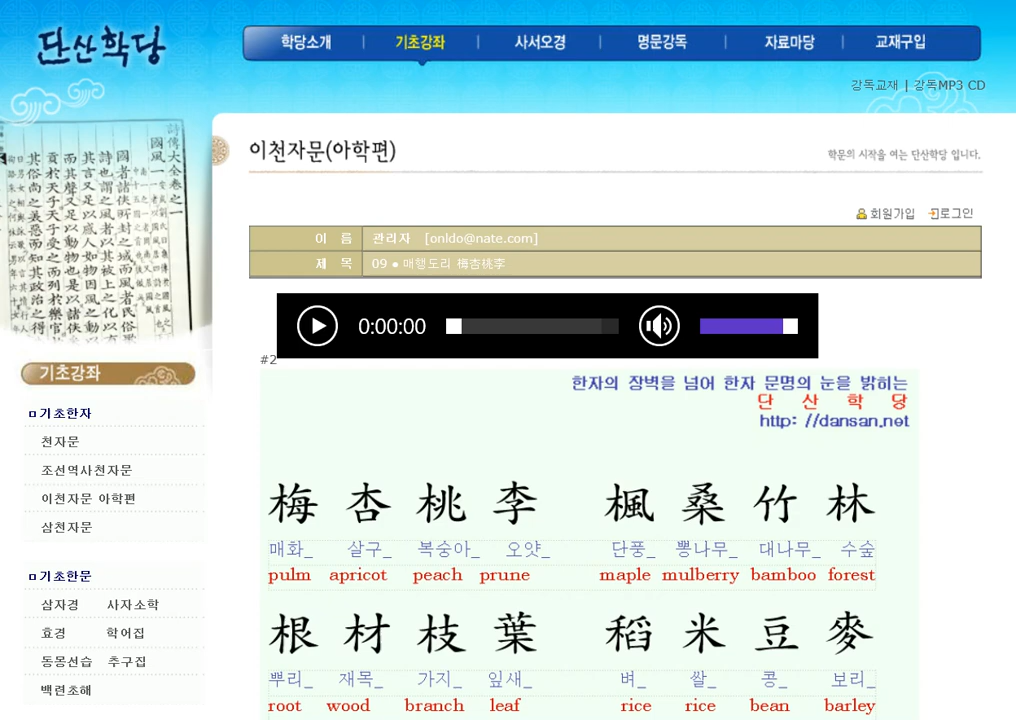 단산학당
학당소개 | 기초강좌 | 사서오경 | 명문강독 | 자료마당 | 교재구입
강독교재 | 강독MP3 CD
이천자문(아학편)
학문의 시작을 여는 단산학당 입니다.
회원가입 로그인
이 름 관리자 [onldo@nate.com]
제 목 09 ● 매행도리 梅杏桃李
0:00:00
#2
한자의 장벽을 넘어 한자 문명의 눈을 밝히는
단 산 학 당
http: //dansan.net
梅 杏 桃 李 楓 桑 竹 林
매화_ 살구_ 복숭아_ 오얏_ 단풍_ 뽕나무_ 대나무_ 수숲
pulm apricot peach prune maple mulberry bamboo forest
根 材 枝 葉 稻 米 豆 麥
뿌리_ 재목_ 가지_ 잎새_ 벼_ 쌀_ 콩_ 보리_
root wood branch leaf rice rice bean barley
詩傳大全卷之一
國風一
기초강좌
기초한자
천자문
조선역사천자문
이천자문 아학편
삼천자문
기초한문
삼자경 사자소학
효경 학어집
동몽선습 추구집
백련초해